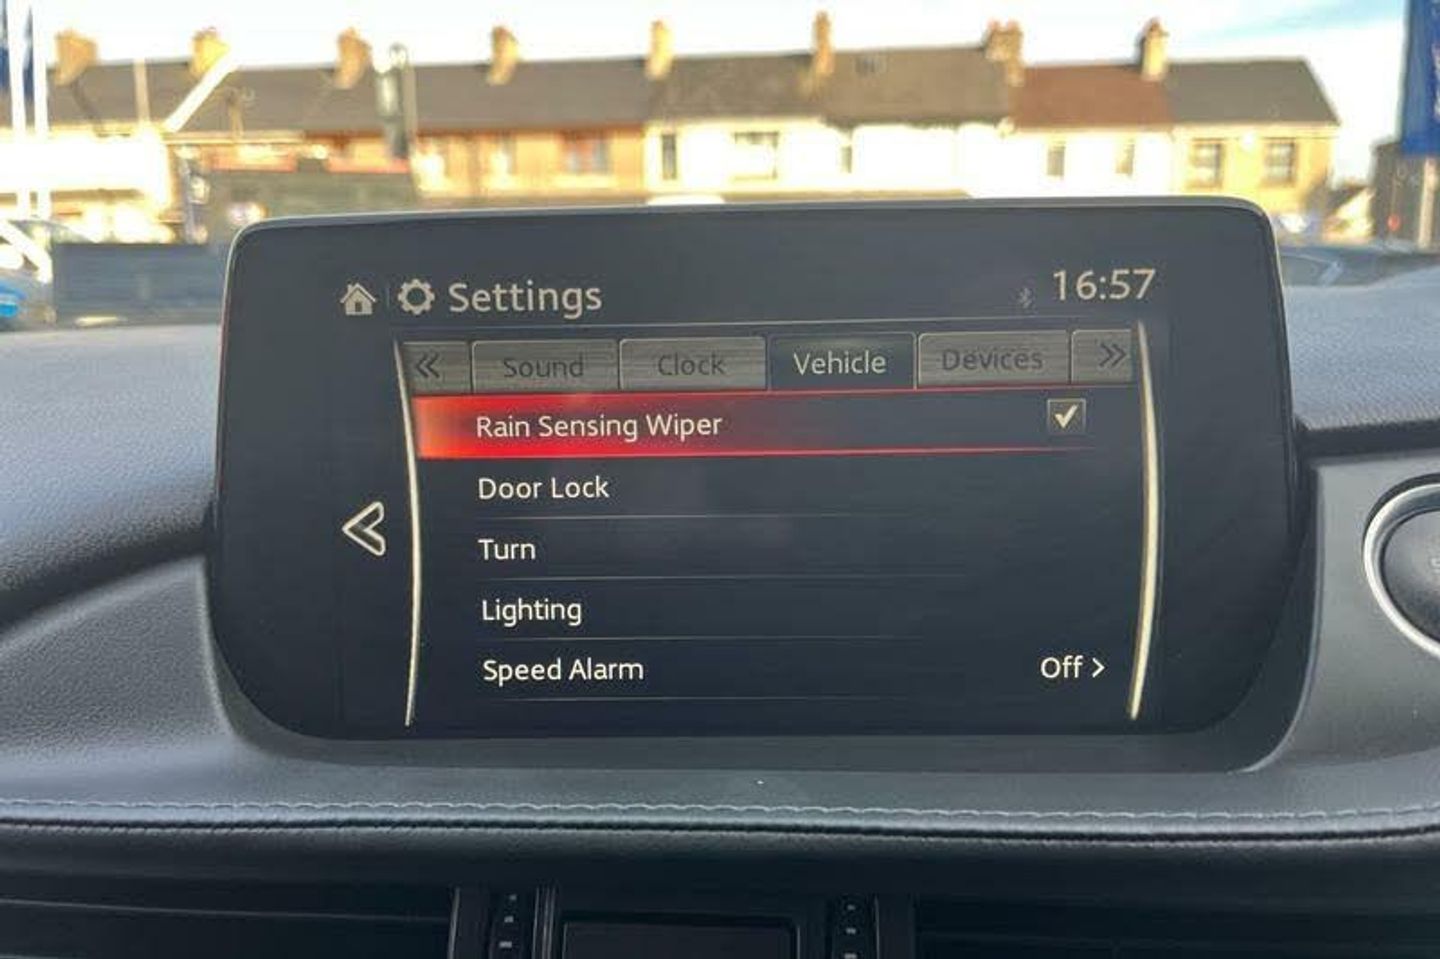 Settings
16:57
Sound
Clock
Vehicle
Devices
Rain Sensing Wiper
Door Lock
Turn
Lighting
Speed Alarm
Off >